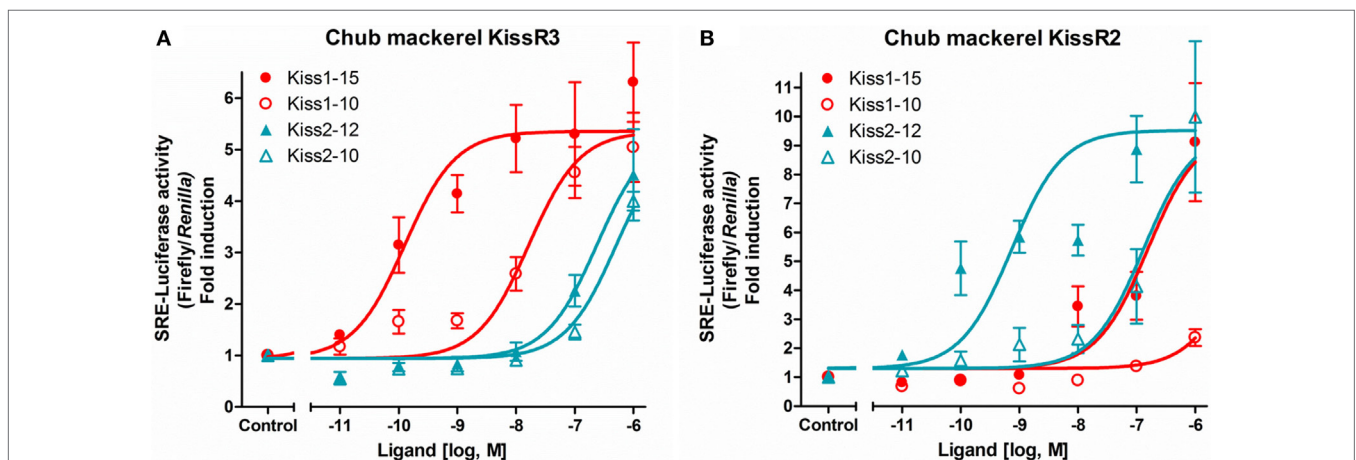 A
Chub mackerel KissR3
Kiss1-15
Kiss1-10
Kiss2-12
Kiss2-10
SRE-Luciferase activity
(Firefly/Renilla)
Fold induction
6
5
4
3
2
1
0
Control
-11
-10
-9
-8
-7
-6
Ligand [log, M]
B
Chub mackerel KissR2
Kiss1-15
Kiss1-10
Kiss2-12
Kiss2-10
SRE-Luciferase activity
(Firefly/Renilla)
Fold induction
11
10
9
8
7
6
5
4
3
2
1
0
Control
-11
-10
-9
-8
-7
-6
Ligand [log, M]